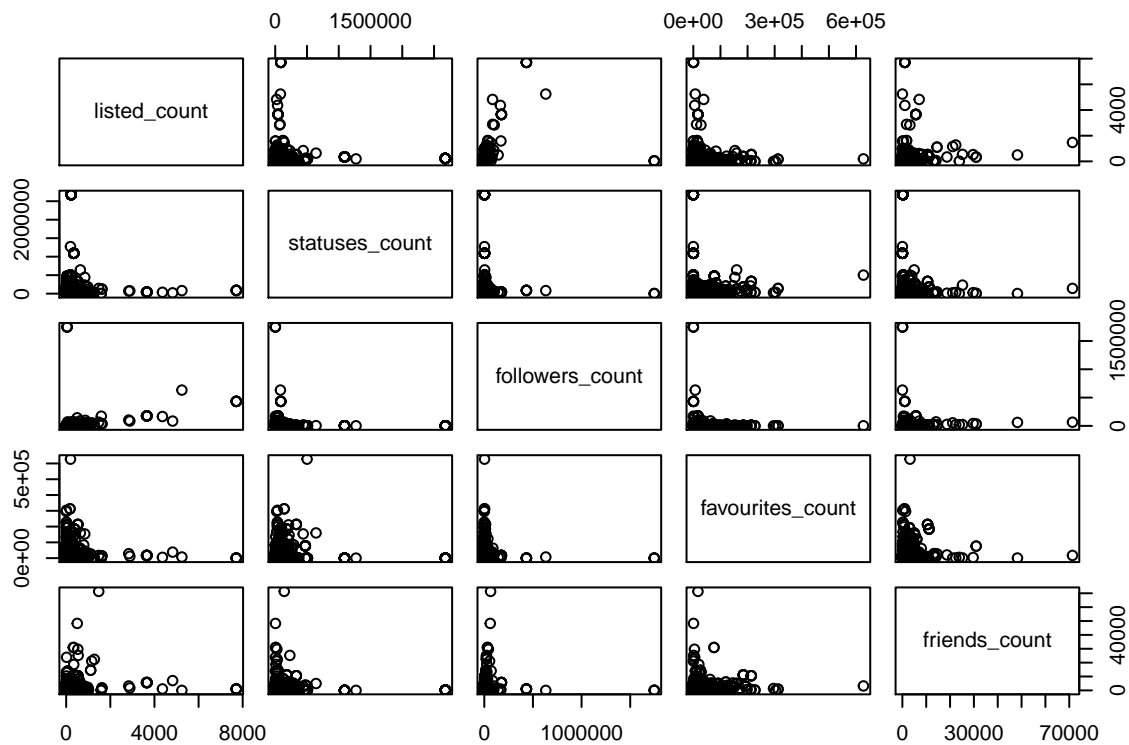 0 1500000 0e+00 3e+05 6e+05
listed_count
0 4000
0 2000000
statuses_count
followers_count
0 1500000
0e+00 5e+05
favourites_count
friends_count
0 40000
0 4000 8000 0 1000000 0 30000 70000